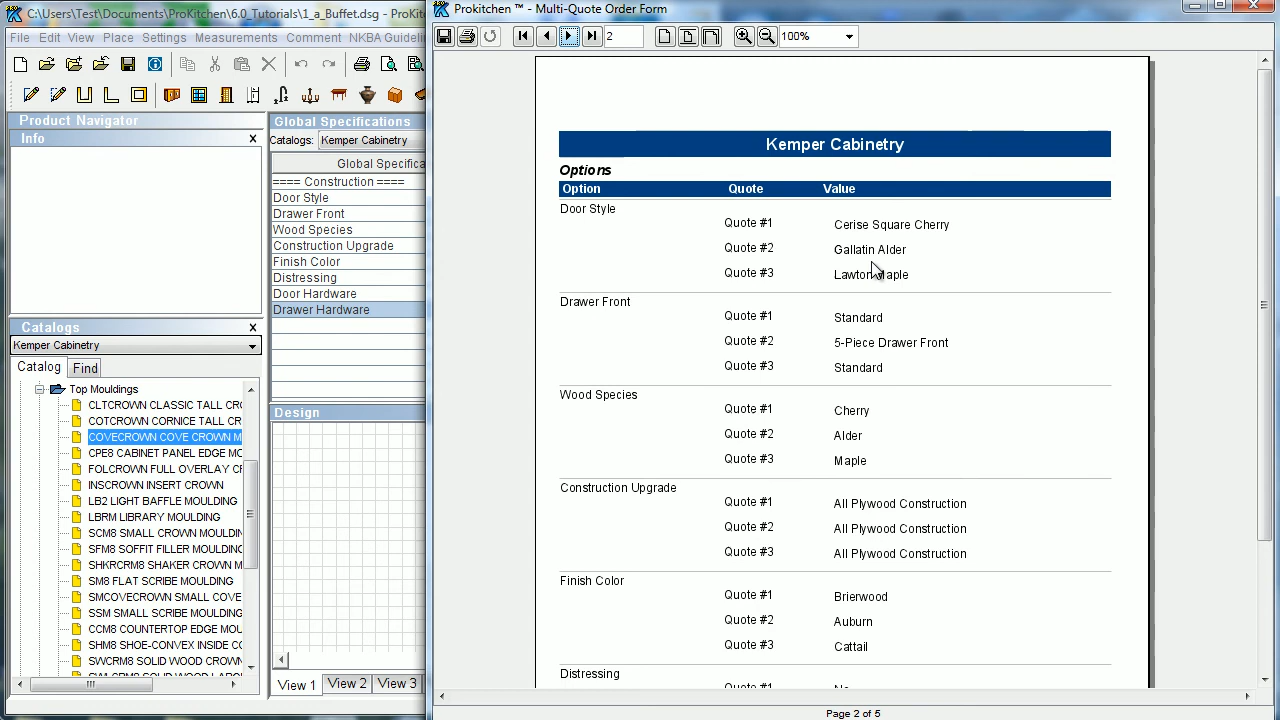 C:\Users\Test\Documents\ProKitchen\6.0_Tutorials\1_a_Buffet.dsg - ProKit
File Edit View Place Settings Measurements Comment NKBA Guidelin
Product Navigator
Info
Catalogs
Kemper Cabinetry
Catalog Find
Top Mouldings
CLTCROWN CLASSIC TALL CRO
COTCROWN CORNICE TALL CR
COVECROWN COVE CROWN M
CPE8 CABINET PANEL EDGE MO
FOLCROWN FULL OVERLAY CF
INSCROWN INSERT CROWN
LB2 LIGHT BAFFLE MOULDING
LBRM LIBRARY MOULDING
SCM8 SMALL CROWN MOULDIN
SFM8 SOFFIT FILLER MOULDING
SHKRCRM8 SHAKER CROWN M
SM8 FLAT SCRIBE MOULDING
SMCOVECROWN SMALL COVE
SSM SMALL SCRIBE MOULDING
CCM8 COUNTERTOP EDGE MOU
SHM8 SHOE-CONVEX INSIDE CO
SWCRM8 SOLID WOOD CROWN
Global Specifications
Catalogs: Kemper Cabinetry
Global Specifica
==== Construction ====
Door Style
Drawer Front
Wood Species
Construction Upgrade
Finish Color
Distressing
Door Hardware
Drawer Hardware
Design
View 1 View 2 View 3
Prokitchen ™ - Multi-Quote Order Form
2 100%
Kemper Cabinetry
Options
Option Quote Value
Door Style
Quote #1 Cerise Square Cherry
Quote #2 Gallatin Alder
Quote #3 Lawton Maple
Drawer Front
Quote #1 Standard
Quote #2 5-Piece Drawer Front
Quote #3 Standard
Wood Species
Quote #1 Cherry
Quote #2 Alder
Quote #3 Maple
Construction Upgrade
Quote #1 All Plywood Construction
Quote #2 All Plywood Construction
Quote #3 All Plywood Construction
Finish Color
Quote #1 Brierwood
Quote #2 Auburn
Quote #3 Cattail
Distressing
Quote #1 No
Page 2 of 5